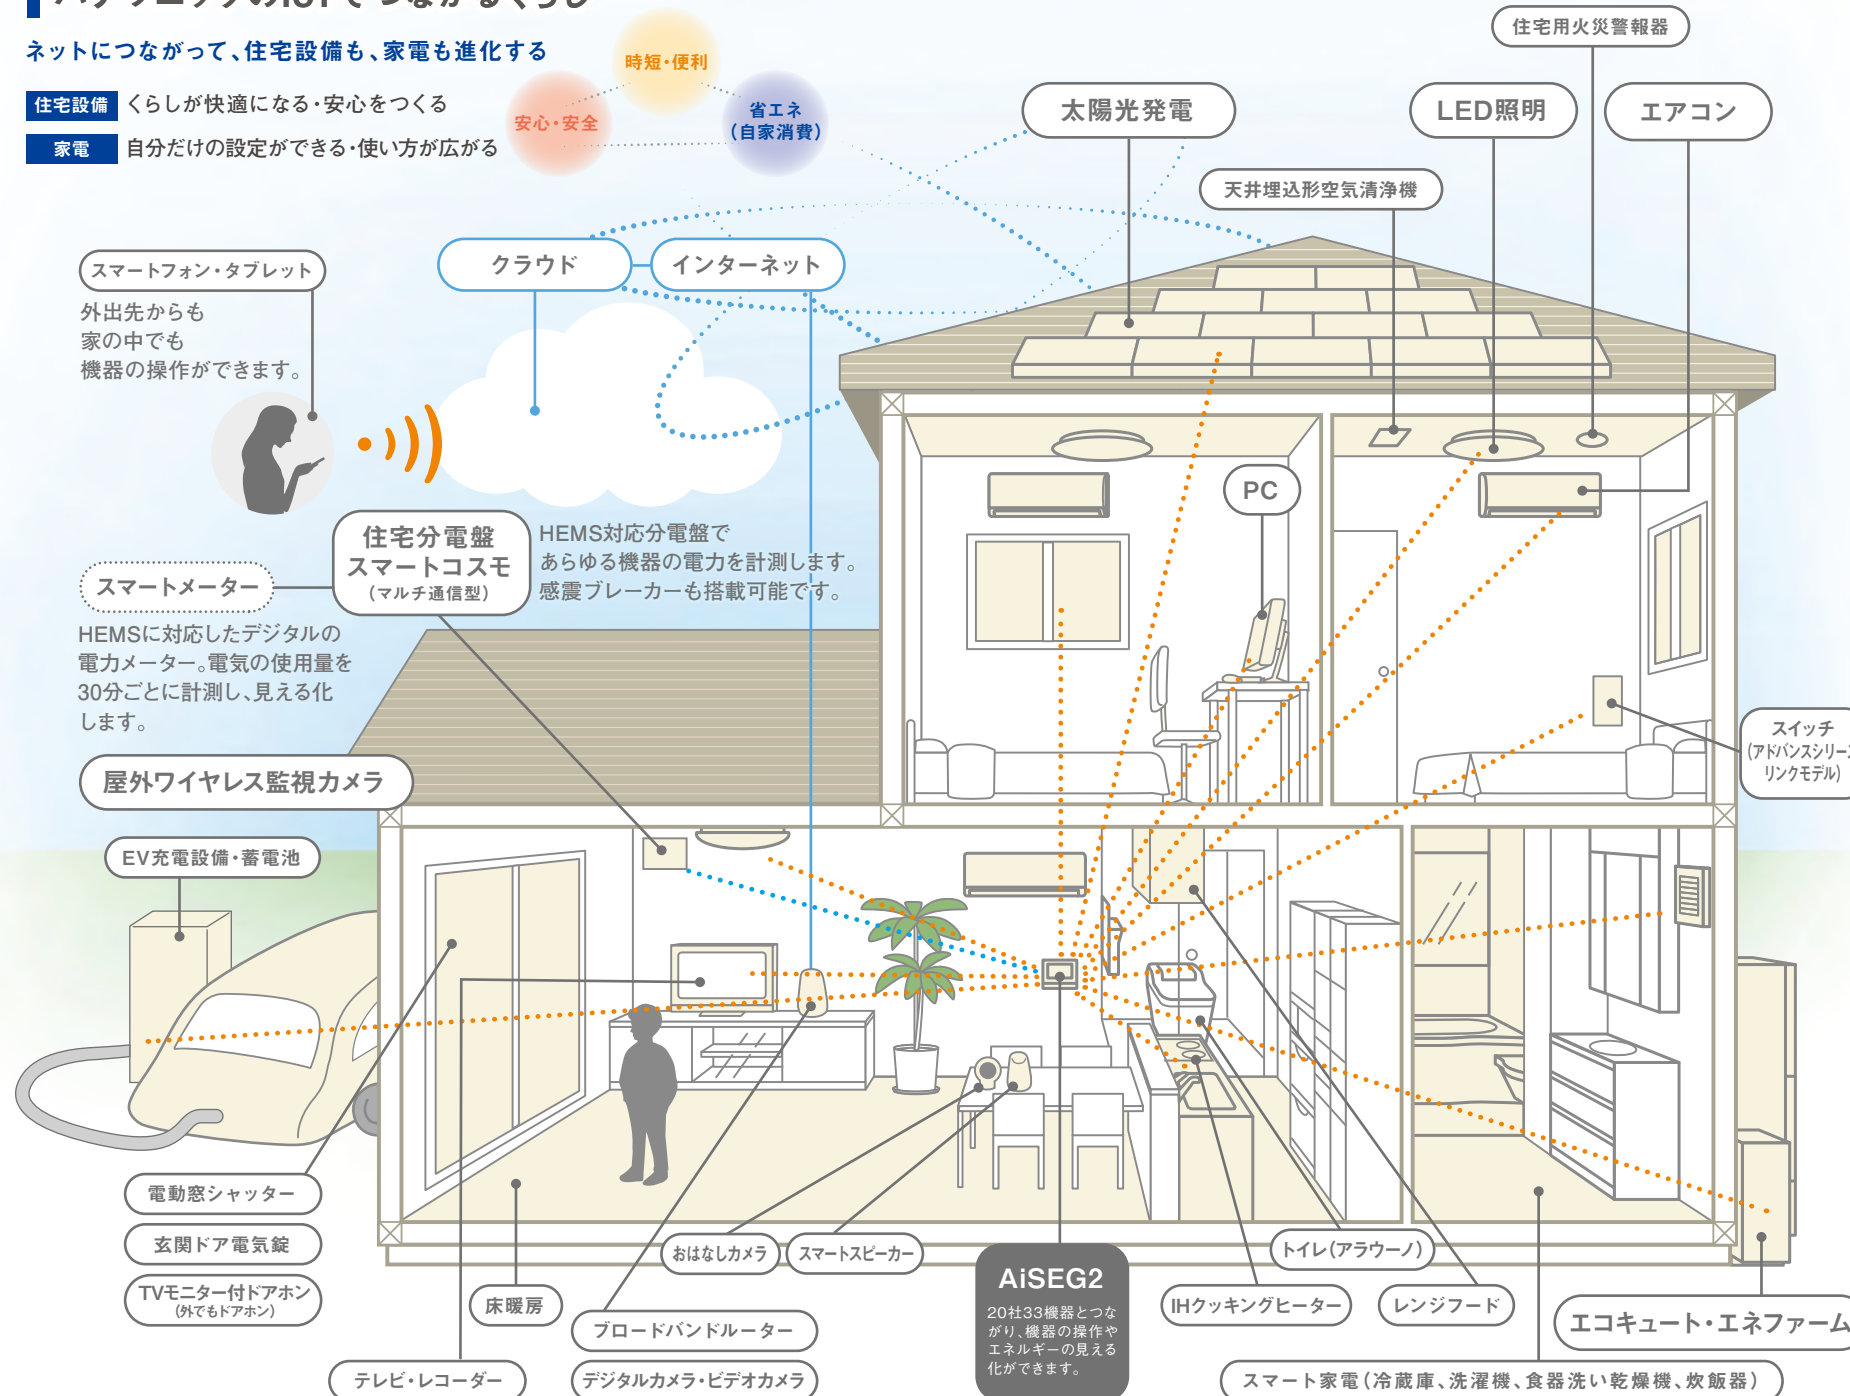 パナソニックのIoTでつながるくらし
ネットにつながって、住宅設備も、家電も進化する
住宅設備 くらしが快適になる・安心をつくる
家電 自分だけの設定ができる・使い方が広がる
時短・便利
安心・安全
省エネ
(自家消費)
住宅用火災警報器
太陽光発電
LED照明
エアコン
天井埋込形空気清浄機
スマートフォン・タブレット
外出先からも
家の中でも
機器の操作ができます。
クラウド
インターネット
PC
住宅分電盤
スマートコスモ
(マルチ通信型)
HEMS対応分電盤で
あらゆる機器の電力を計測します。
感震ブレーカーも搭載可能です。
スマートメーター
HEMSに対応したデジタルの
電力メーター。電気の使用量を
30分ごとに計測し、見える化
します。
スイッチ
(アドバンスシリーズ
リンクモデル)
屋外ワイヤレス監視カメラ
EV充電設備・蓄電池
電動窓シャッター
玄関ドア電気錠
TVモニター付ドアホン
(外でもドアホン)
床暖房
おはなしカメラ
スマートスピーカー
ブロードバンドルーター
デジタルカメラ・ビデオカメラ
テレビ・レコーダー
AiSEG2
20社33機器とつな
がり、機器の操作や
エネルギーの見える
化ができます。
トイレ(アラウーノ)
IHクッキングヒーター
レンジフード
エコキュート・エネファーム
スマート家電(冷蔵庫、洗濯機、食器洗い乾燥機、炊飯器)